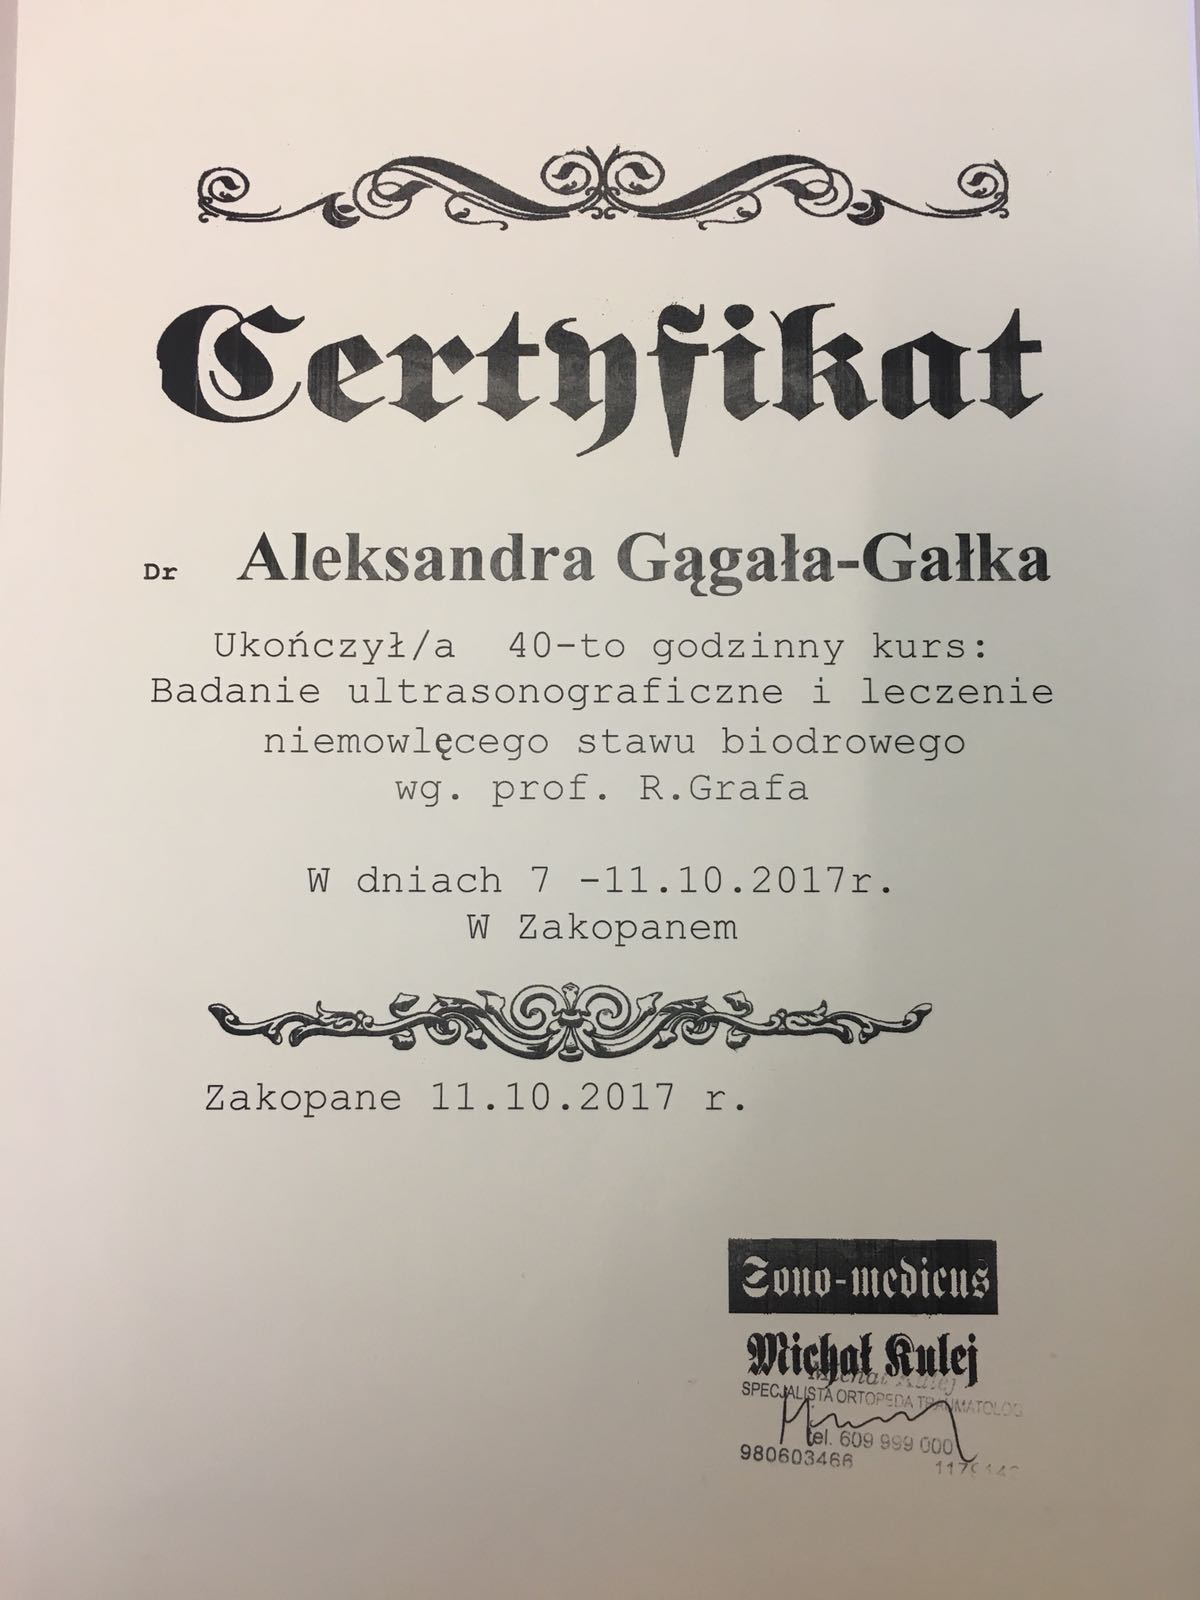 Certyfikat
Dr Aleksandra Gągała-Gałka
Ukończył/a 40-to godzinny kurs:
Badanie ultrasonograficzne i leczenie
niemowlęcego stawu biodrowego
wg. prof. R.Grafa
W dniach 7 -11.10.2017r.
W Zakopanem
Zakopane 11.10.2017 r.
Sono-medicus
Michał Kulej
Michał Kulej
SPECJALISTA ORTOPEDA TRAUMATOLOG
tel. 609 999 000
980603466